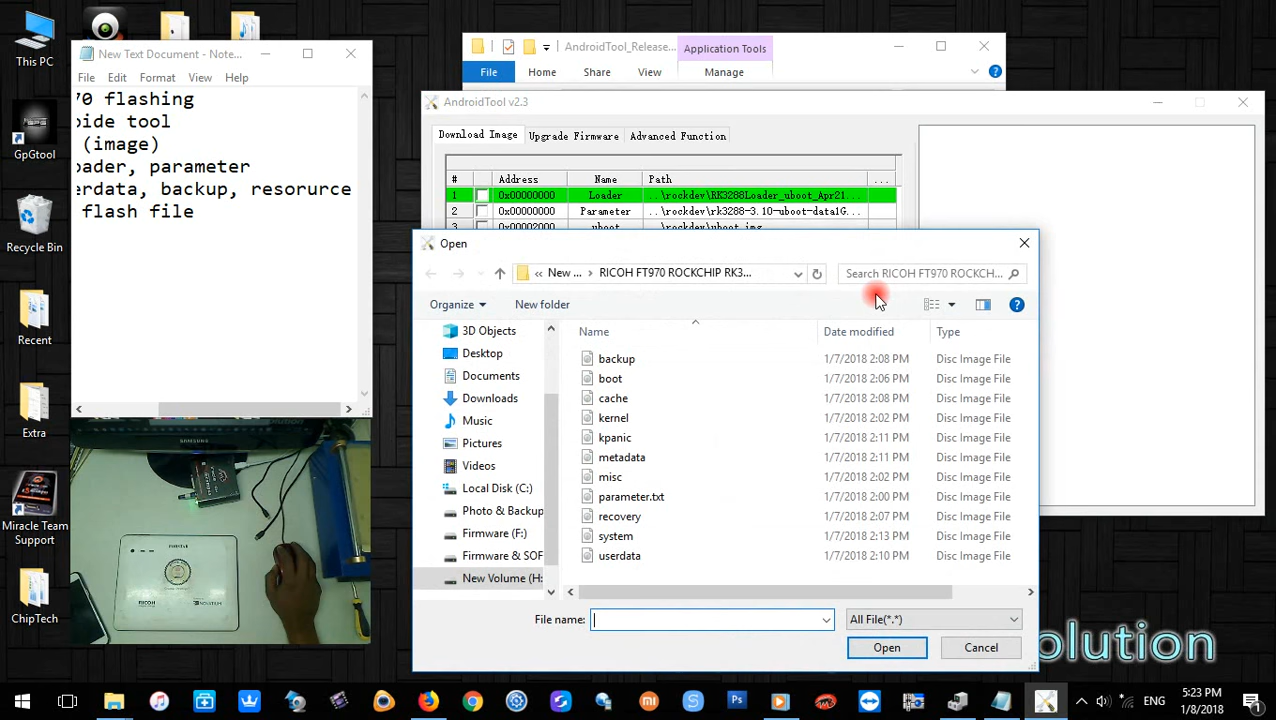 This PC
GpGtool
Recycle Bin
Recent
Extra
Miracle Team
Support
ChipTech
New Text Document - Note...
File Edit Format View Help
70 flashing
oide tool
(image)
oader, parameter
erdata, backup, resorurce
flash file
AndroidTool_Release...
Application Tools
File Home Share View Manage
AndroidTool v2.3
Download Image Upgrade Firmware Advanced Function
# Address Name Path ...
1 0x00000000 Loader ..\rockdev\RK3288Loader_uboot_Apr21...
2 0x00000000 Parameter ..\rockdev\rk3288-3.10-uboot-data1G...
3 0x00002000 uboot ..\rockdev\uboot.img
Open
« New ... › RICOH FT970 ROCKCHIP RK3...
Search RICOH FT970 ROCKCH...
Organize New folder
3D Objects
Desktop
Documents
Downloads
Music
Pictures
Videos
Local Disk (C:)
Photo & Backup
Firmware (F:)
Firmware & SOF
New Volume (H:
Name Date modified Type
backup 1/7/2018 2:08 PM Disc Image File
boot 1/7/2018 2:06 PM Disc Image File
cache 1/7/2018 2:08 PM Disc Image File
kernel 1/7/2018 2:02 PM Disc Image File
kpanic 1/7/2018 2:11 PM Disc Image File
metadata 1/7/2018 2:11 PM Disc Image File
misc 1/7/2018 2:02 PM Disc Image File
parameter.txt 1/7/2018 2:00 PM Disc Image File
recovery 1/7/2018 2:07 PM Disc Image File
system 1/7/2018 2:13 PM Disc Image File
userdata 1/7/2018 2:10 PM Disc Image File
File name:
All File(*.*)
Open Cancel
SAMSUNG
RICOH
olution
ENG
5:23 PM
1/8/2018